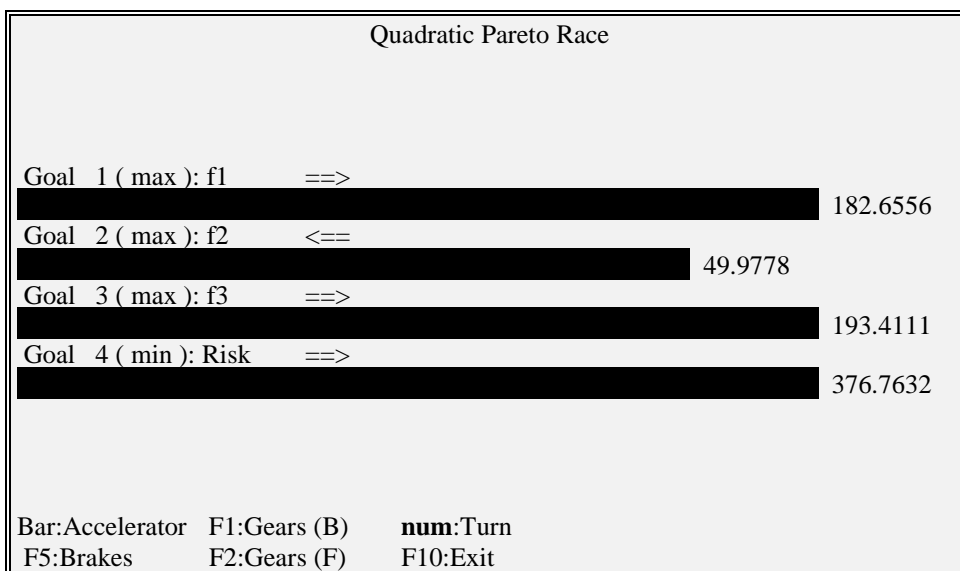 Quadratic Pareto Race
Goal 1 ( max ): f1 ==>
182.6556
Goal 2 ( max ): f2 <==
49.9778
Goal 3 ( max ): f3 ==>
193.4111
Goal 4 ( min ): Risk ==>
376.7632
Bar:Accelerator F1:Gears (B) num:Turn
F5:Brakes F2:Gears (F) F10:Exit